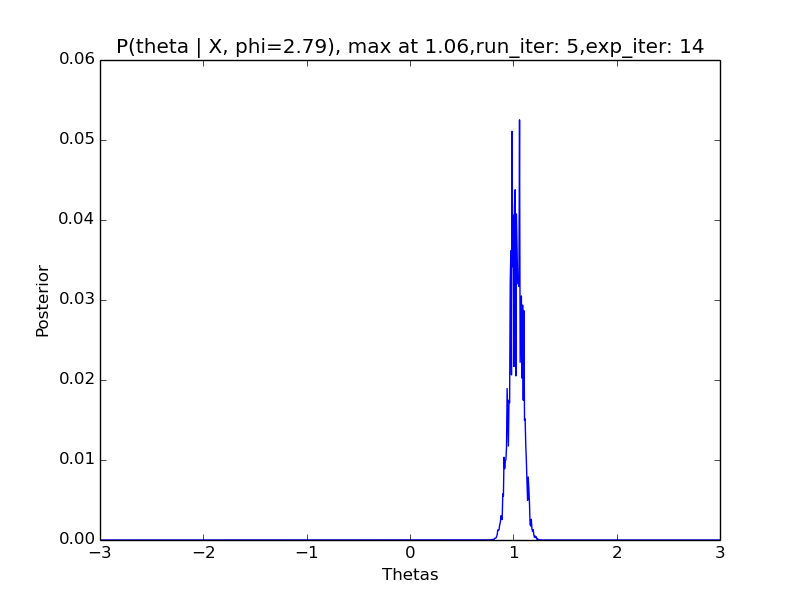 P(theta | X, phi=2.79), max at 1.06,run_iter: 5,exp_iter: 14
0.06
0.05
0.04
0.03
0.02
0.01
0.00
Posterior
−3 −2 −1 0 1 2 3
Thetas